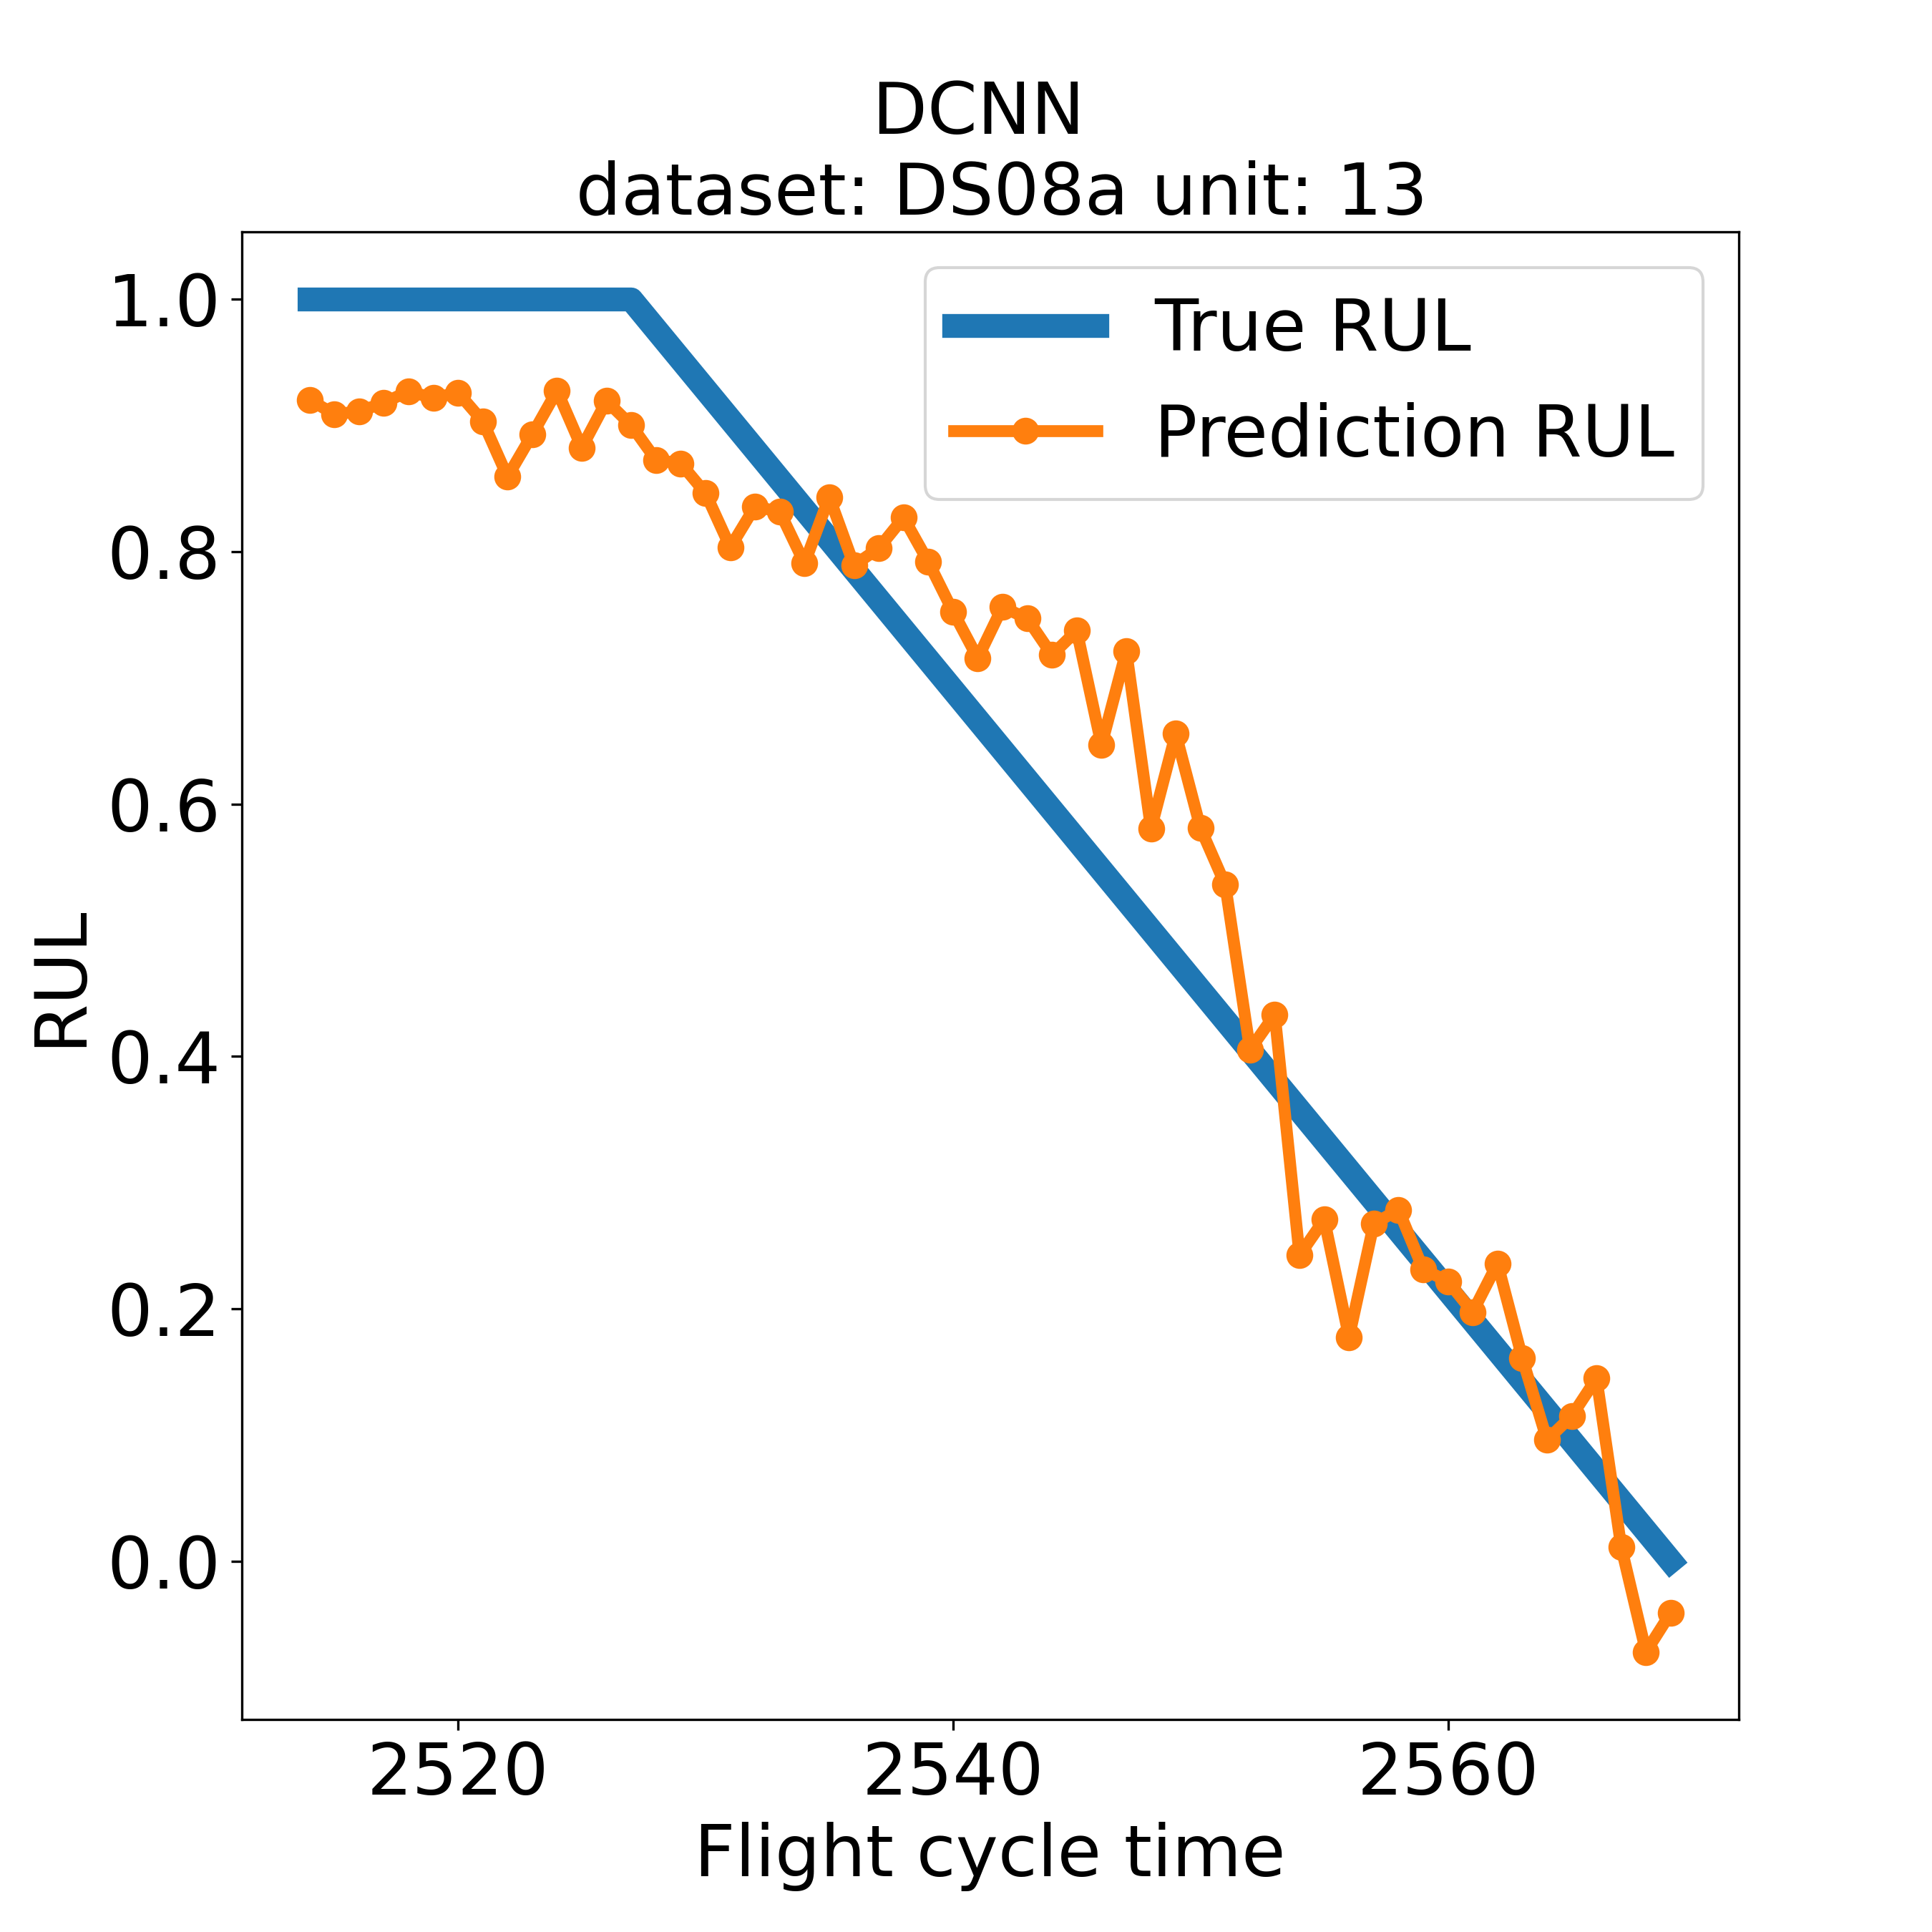 DCNN
dataset: DS08a unit: 13
True RUL
Prediction RUL
1.0
0.8
0.6
0.4
0.2
0.0
RUL
2520 2540 2560
Flight cycle time